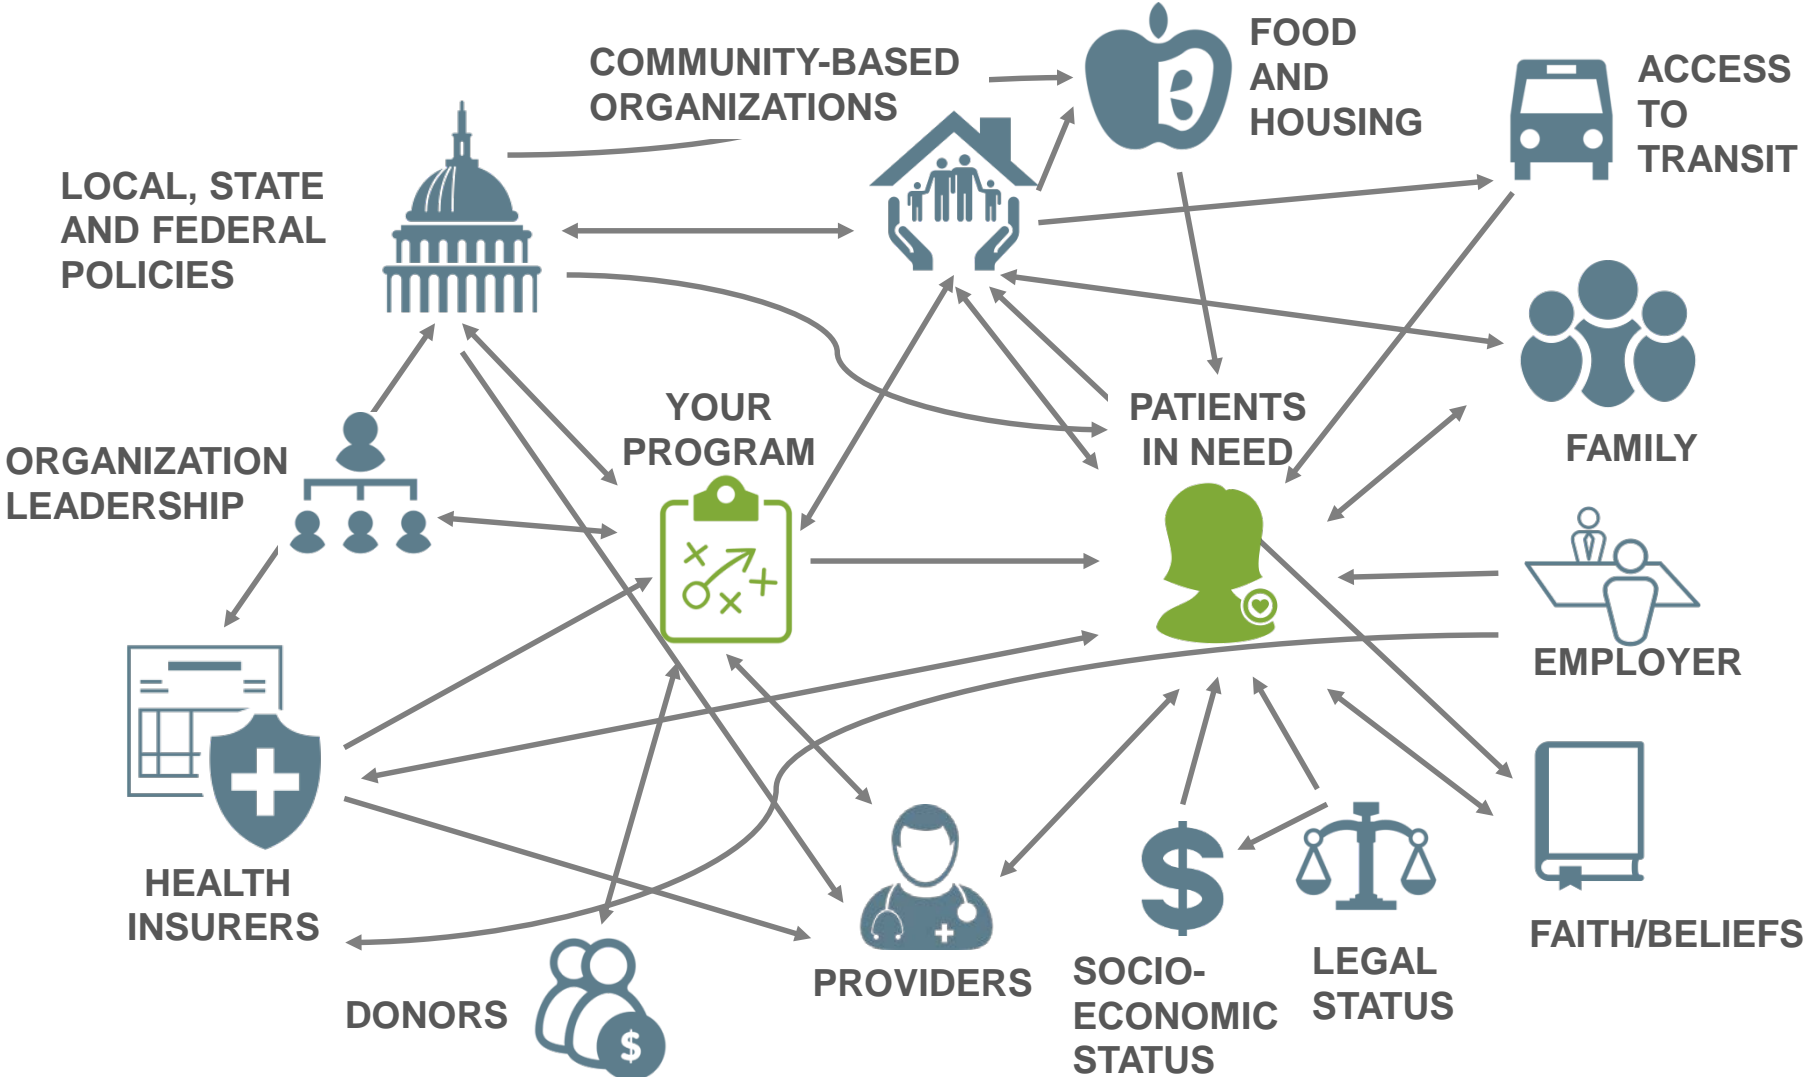 COMMUNITY-BASED
ORGANIZATIONS
FOOD
AND
HOUSING
ACCESS
TO
TRANSIT
LOCAL, STATE
AND FEDERAL
POLICIES
YOUR
PROGRAM
PATIENTS
IN NEED
FAMILY
ORGANIZATION
LEADERSHIP
EMPLOYER
HEALTH
INSURERS
DONORS
$
PROVIDERS
$
SOCIO-
ECONOMIC
STATUS
LEGAL
STATUS
FAITH/BELIEFS